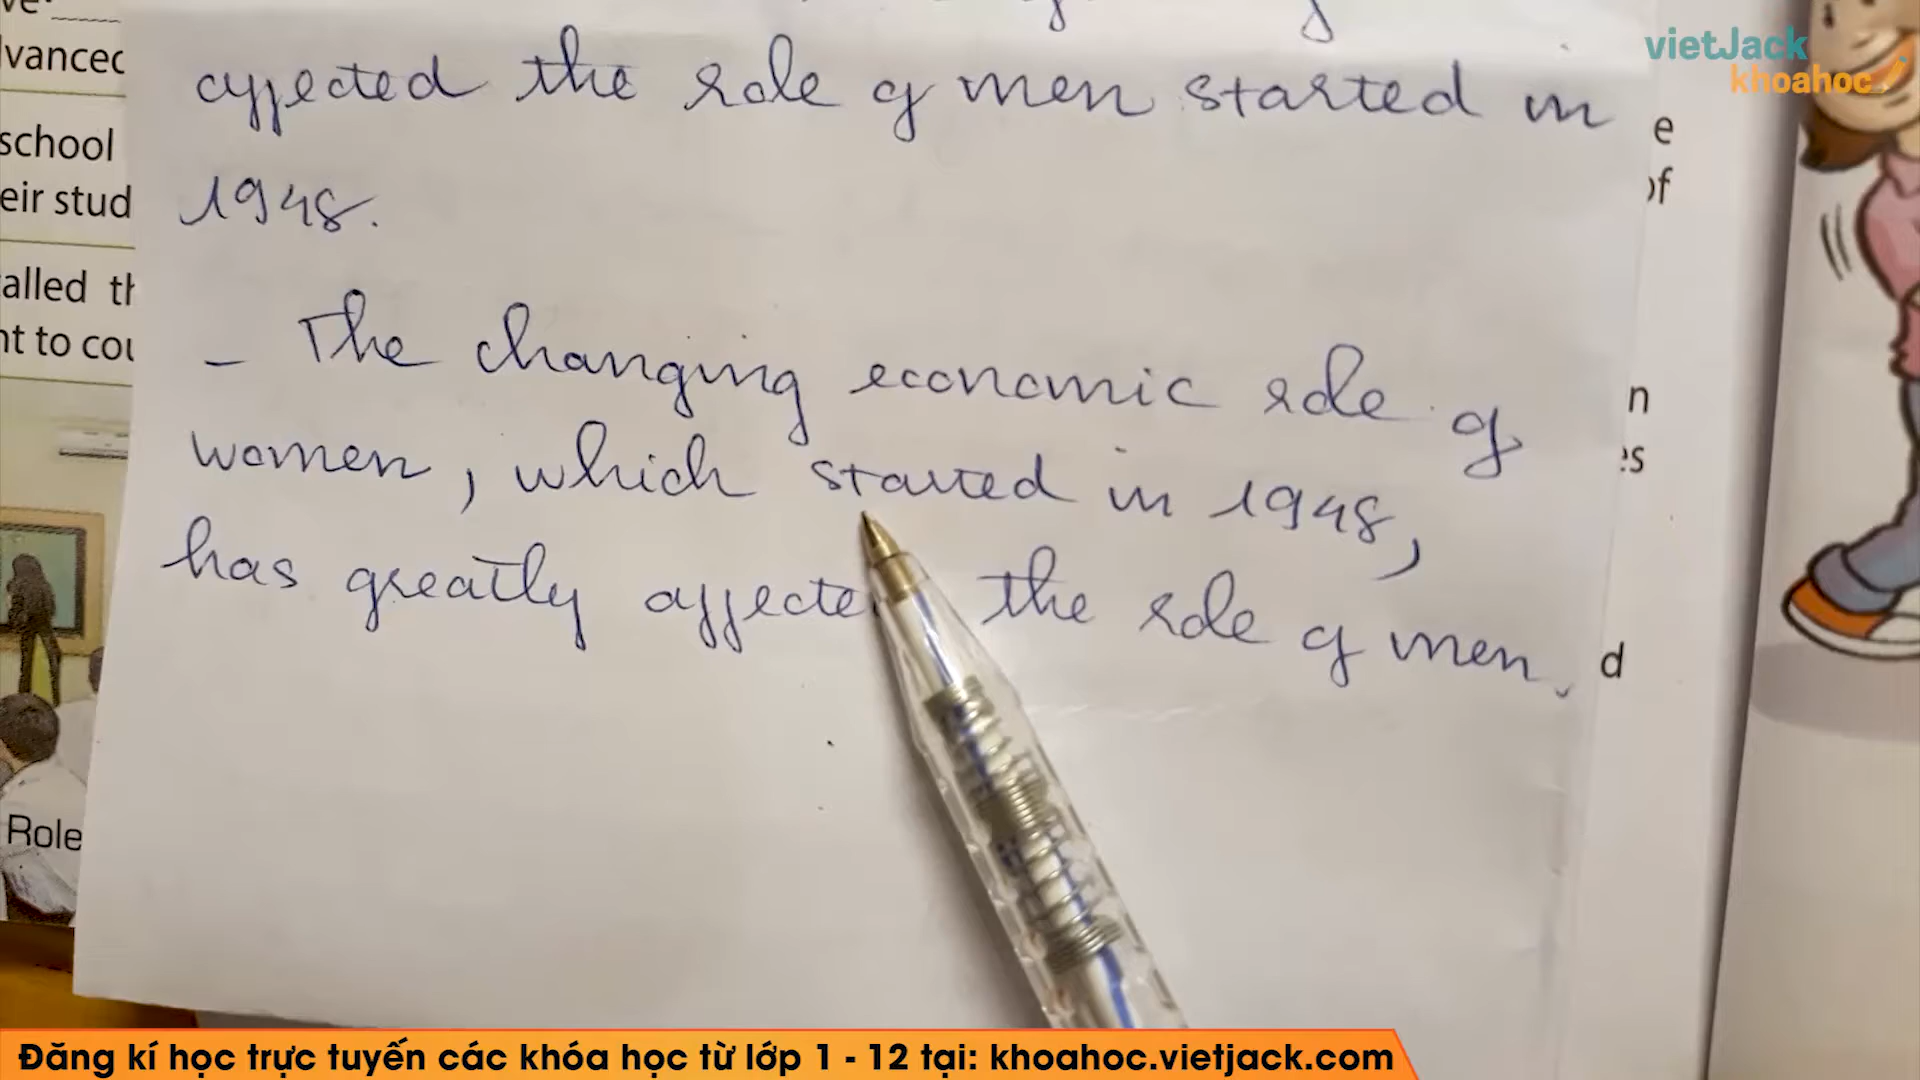 vanced
school
eir stud
alled th
nt to cou
Role
affected the role of men started in
1948.
- The changing economic role of
women, which started in 1948,
has greatly affected the role of men.
e
of
n
es
d
vietJack
khoahoc
Đăng kí học trực tuyến các khóa học từ lớp 1 - 12 tại: khoahoc.vietjack.com